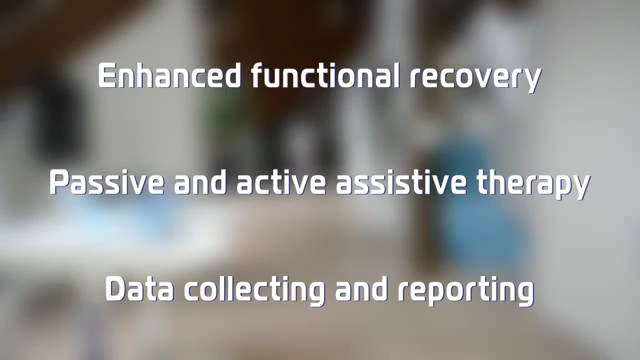 Enhanced functional recovery
Passive and active assistive therapy
Data collecting and reporting